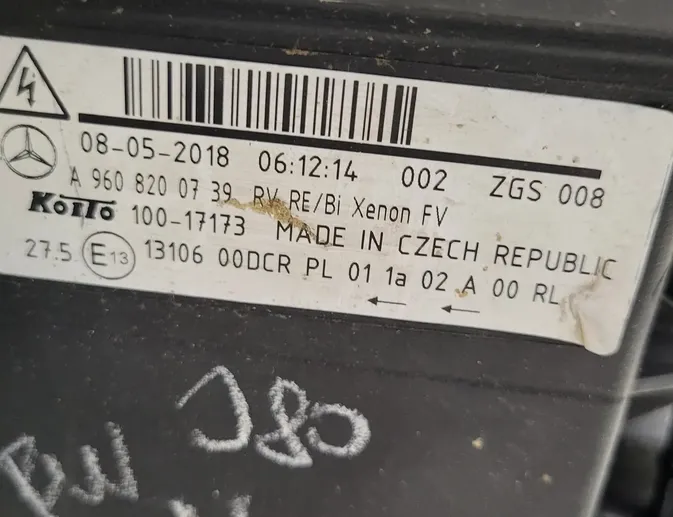 08-05-2018 06:12:14 002 ZGS 008
A 960 820 07 39 RV RE/Bi Xenon FV
KOITO 100-17173 MADE IN CZECH REPUBLIC
27.5 E13 13106 00DCR PL 01 1a 02 A 00 RL